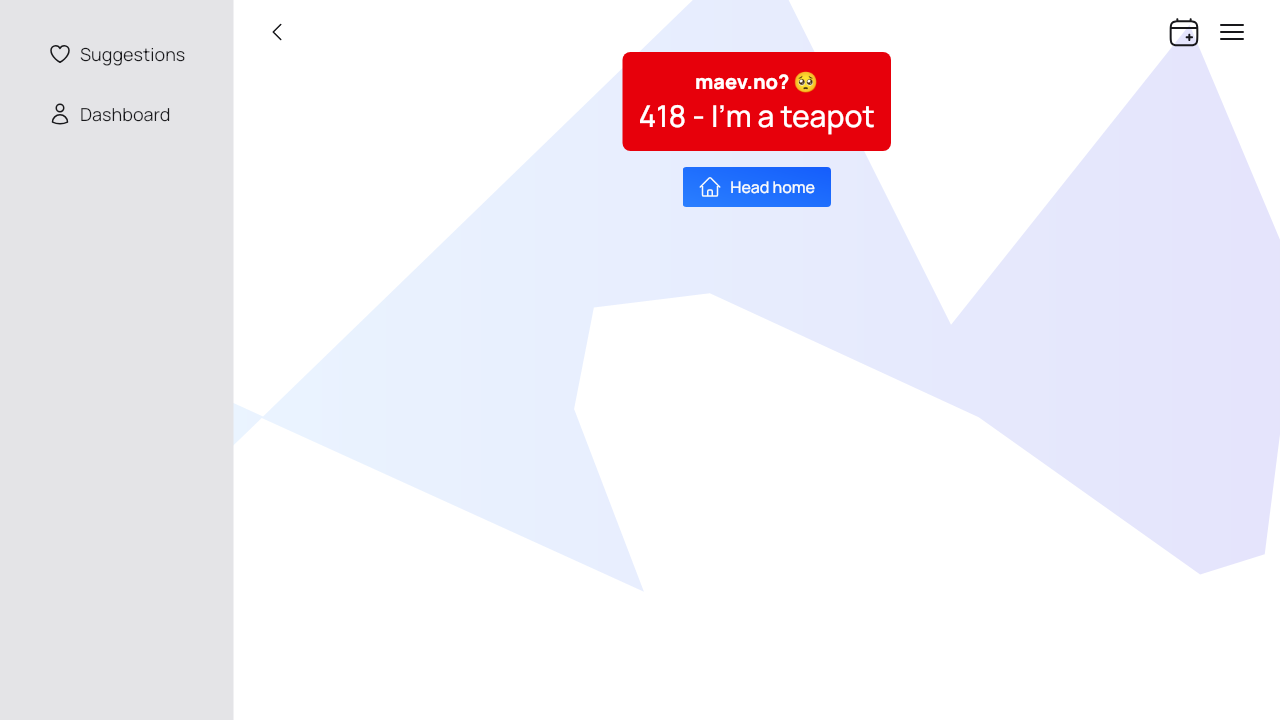 Suggestions
Dashboard
maev.no? 🥺
418 - I'm a teapot
Head home